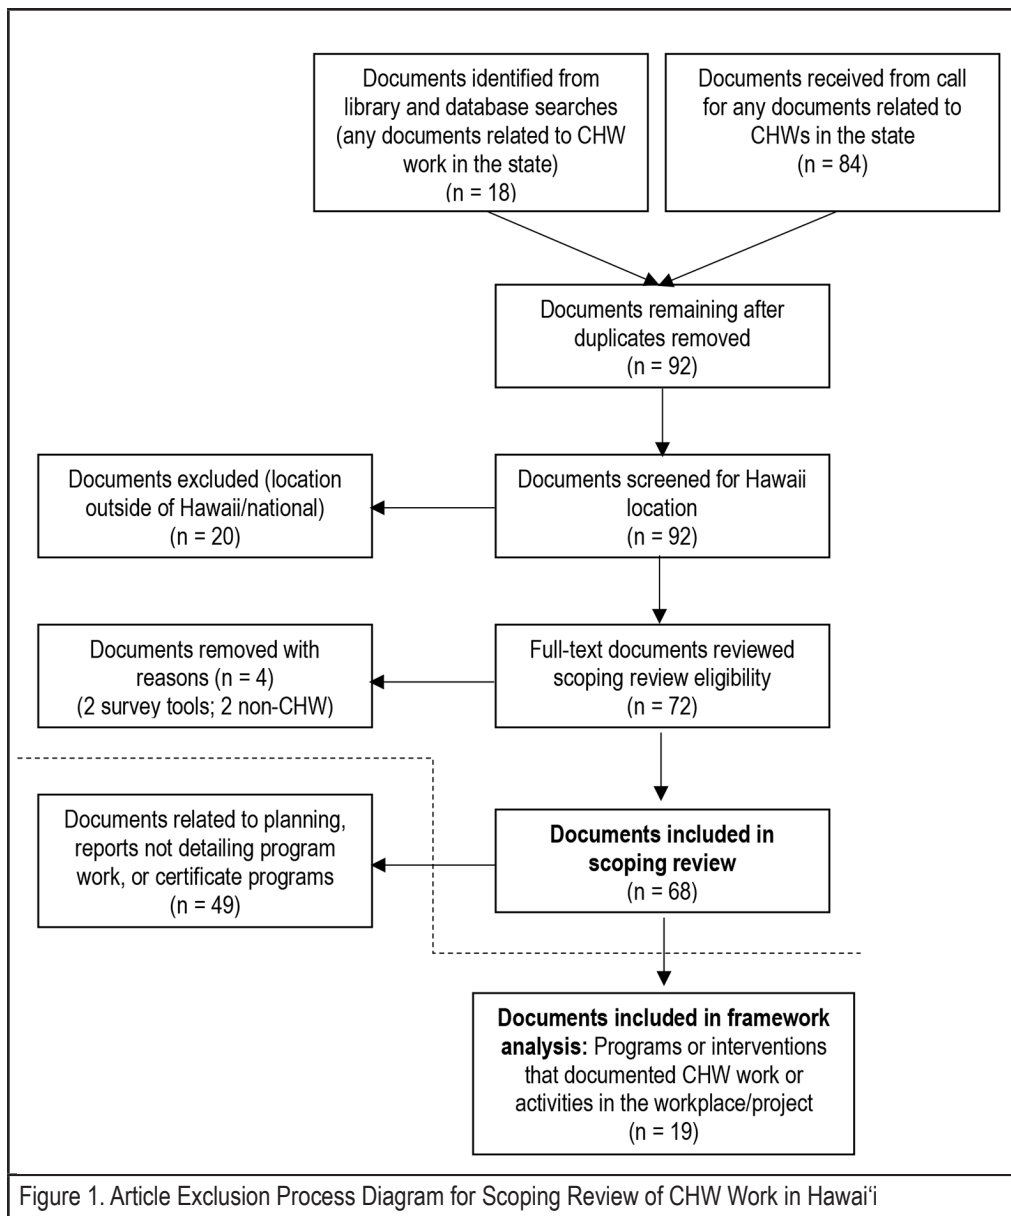 Documents identified from
library and database searches
(any documents related to CHW
work in the state)
(n = 18)
Documents received from call
for any documents related to
CHWs in the state
(n = 84)
Documents remaining after
duplicates removed
(n = 92)
Documents excluded (location
outside of Hawaii/national)
(n = 20)
Documents screened for Hawaii
location
(n = 92)
Documents removed with
reasons (n = 4)
(2 survey tools; 2 non-CHW)
Full-text documents reviewed
scoping review eligibility
(n = 72)
Documents related to planning,
reports not detailing program
work, or certificate programs
(n = 49)
Documents included in
scoping review
(n = 68)
Documents included in framework
analysis: Programs or interventions
that documented CHW work or
activities in the workplace/project
(n = 19)
Figure 1. Article Exclusion Process Diagram for Scoping Review of CHW Work in Hawai‘i